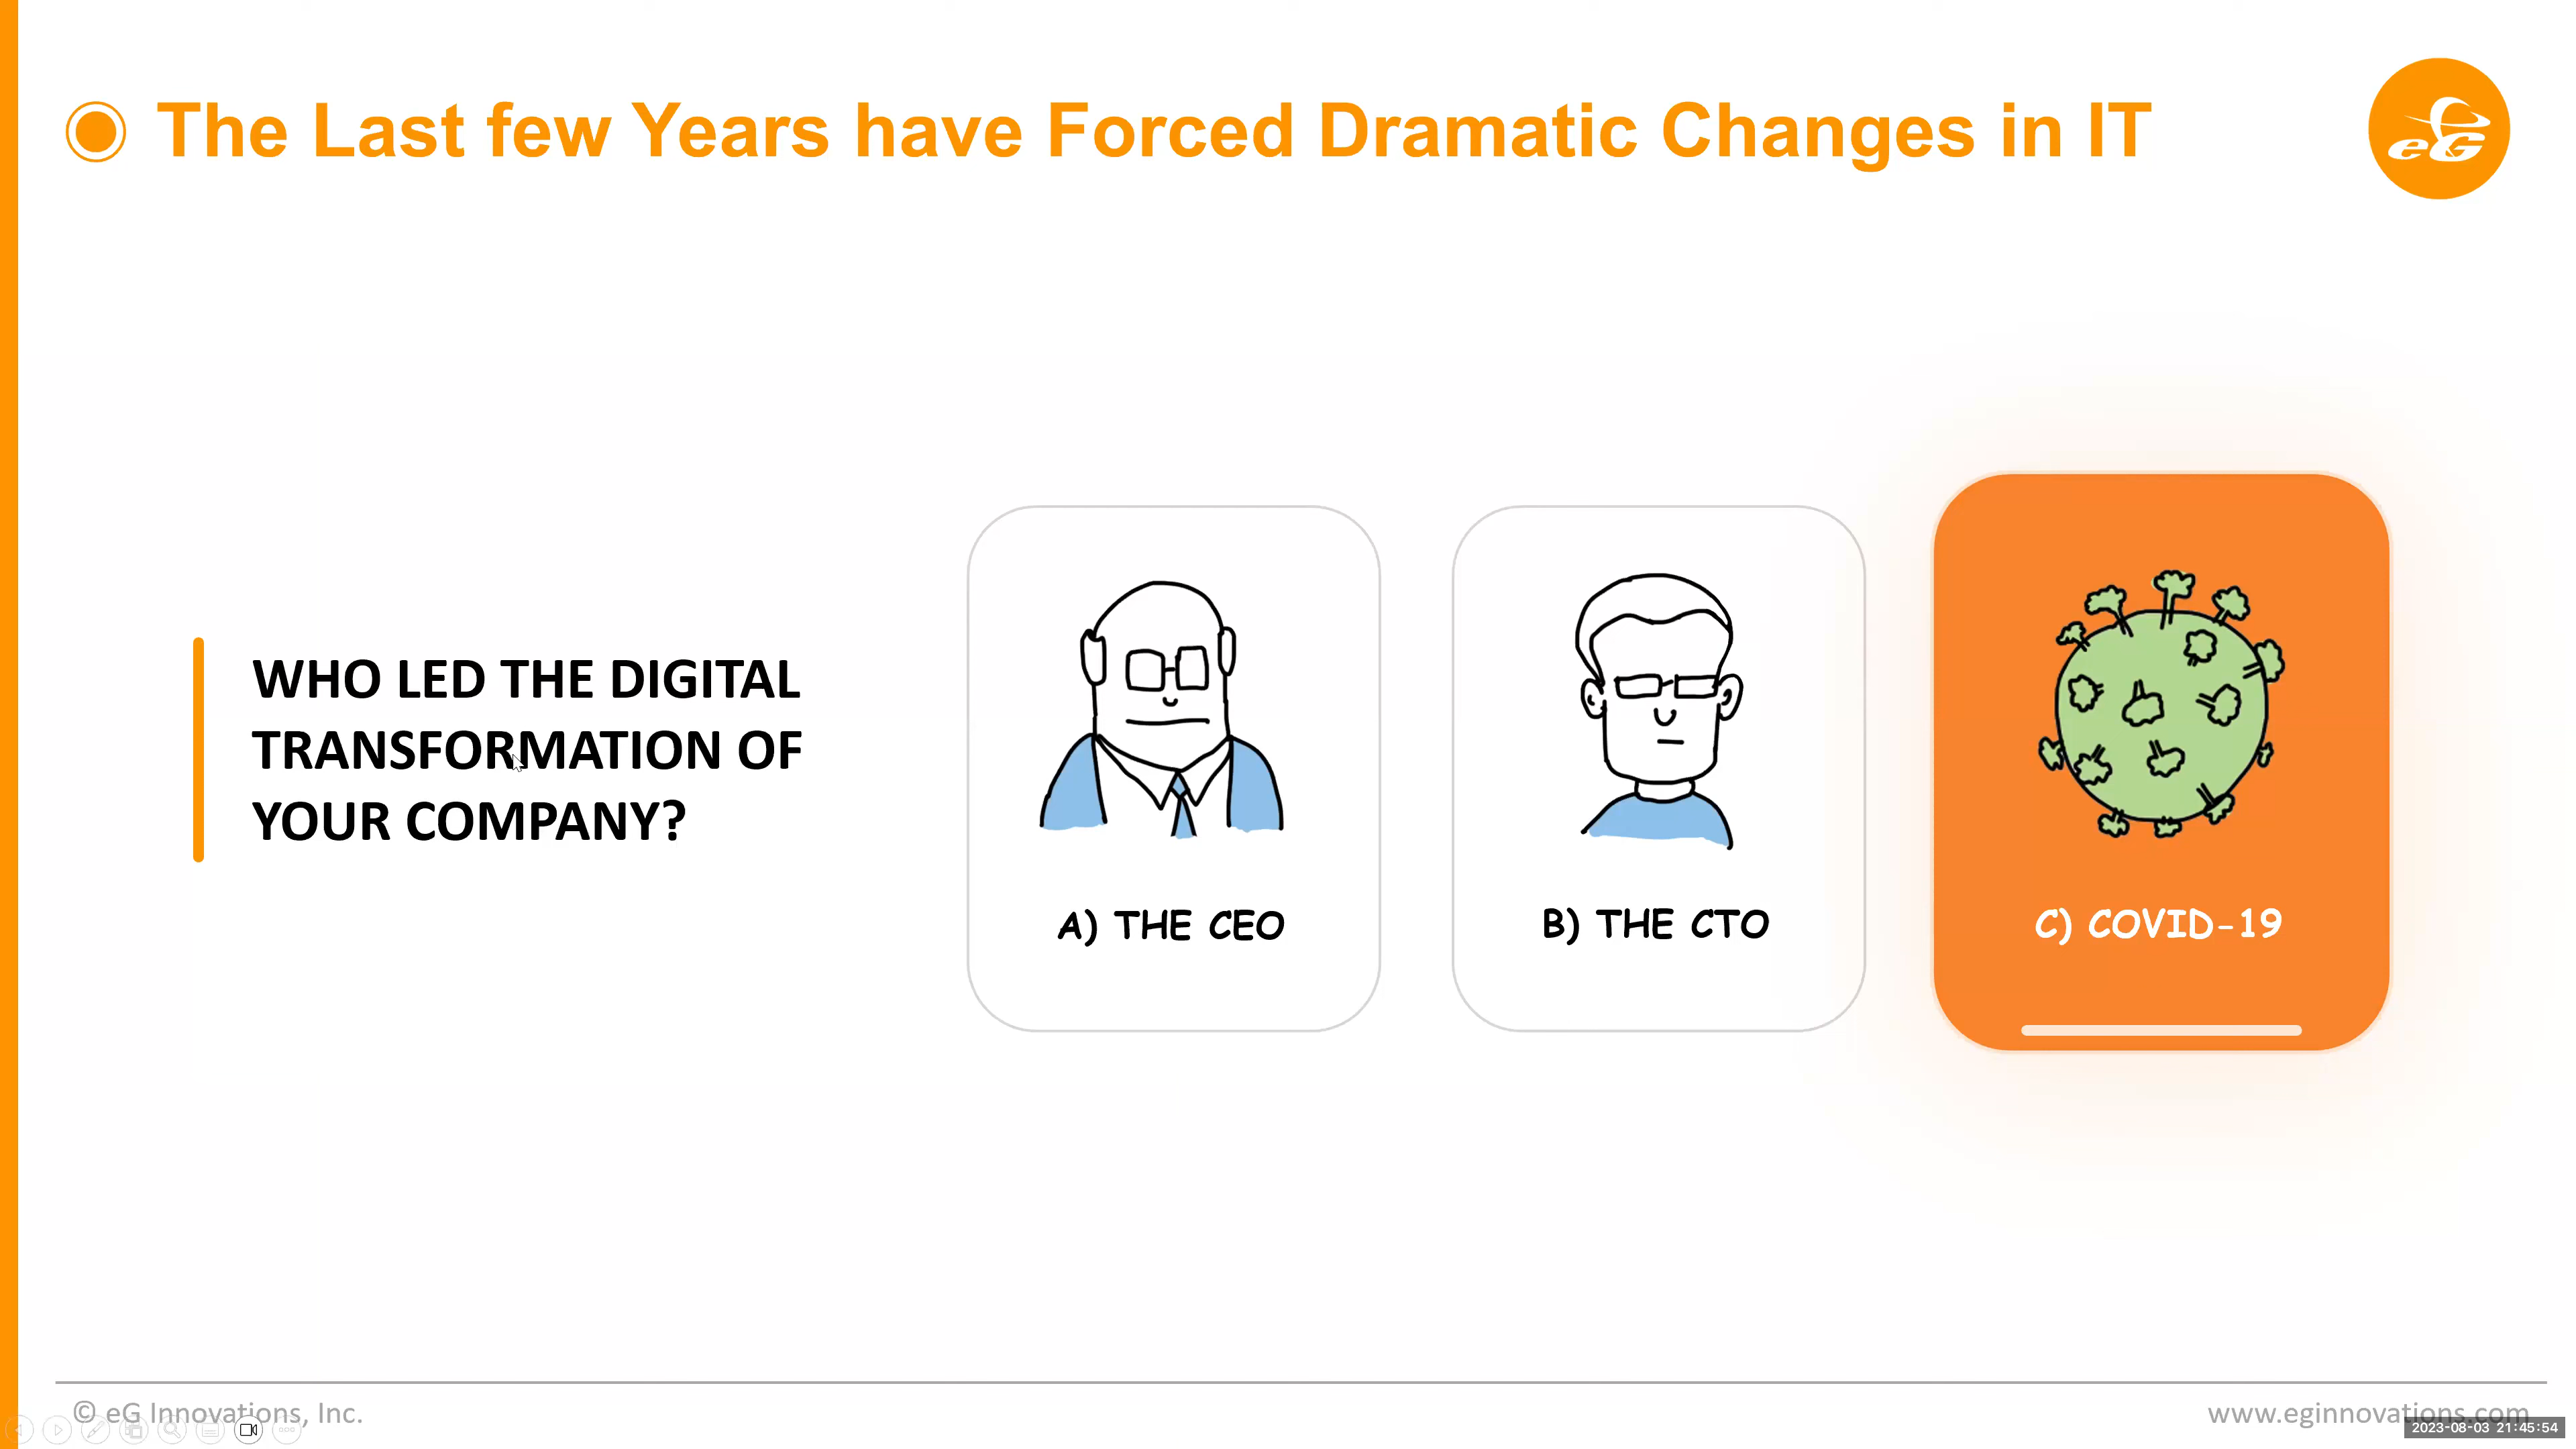 The Last few Years have Forced Dramatic Changes in IT
eG
WHO LED THE DIGITAL
TRANSFORMATION OF
YOUR COMPANY?
A) THE CEO
B) THE CTO
C) COVID-19
© eG Innovations, Inc.
www.eginnovations.com
2023-08-03 21:45:54